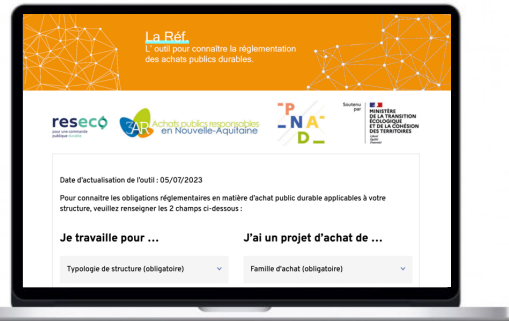 La Réf.
L' outil pour connaître la réglementation
des achats publics durables.
resecó
pour une commande
publique durable
3AR Achats publics responsables
en Nouvelle-Aquitaine
P
NA
D
Soutenu
par
MINISTÈRE
DE LA TRANSITION
ÉCOLOGIQUE
ET DE LA COHÉSION
DES TERRITOIRES
Date d'actualisation de l'outil : 05/07/2023
Pour connaitre les obligations réglementaires en matière d'achat public durable applicables à votre
structure, veuillez renseigner les 2 champs ci-dessous :
Je travaille pour ...
J'ai un projet d'achat de ...
Typologie de structure (obligatoire)
Famille d'achat (obligatoire)